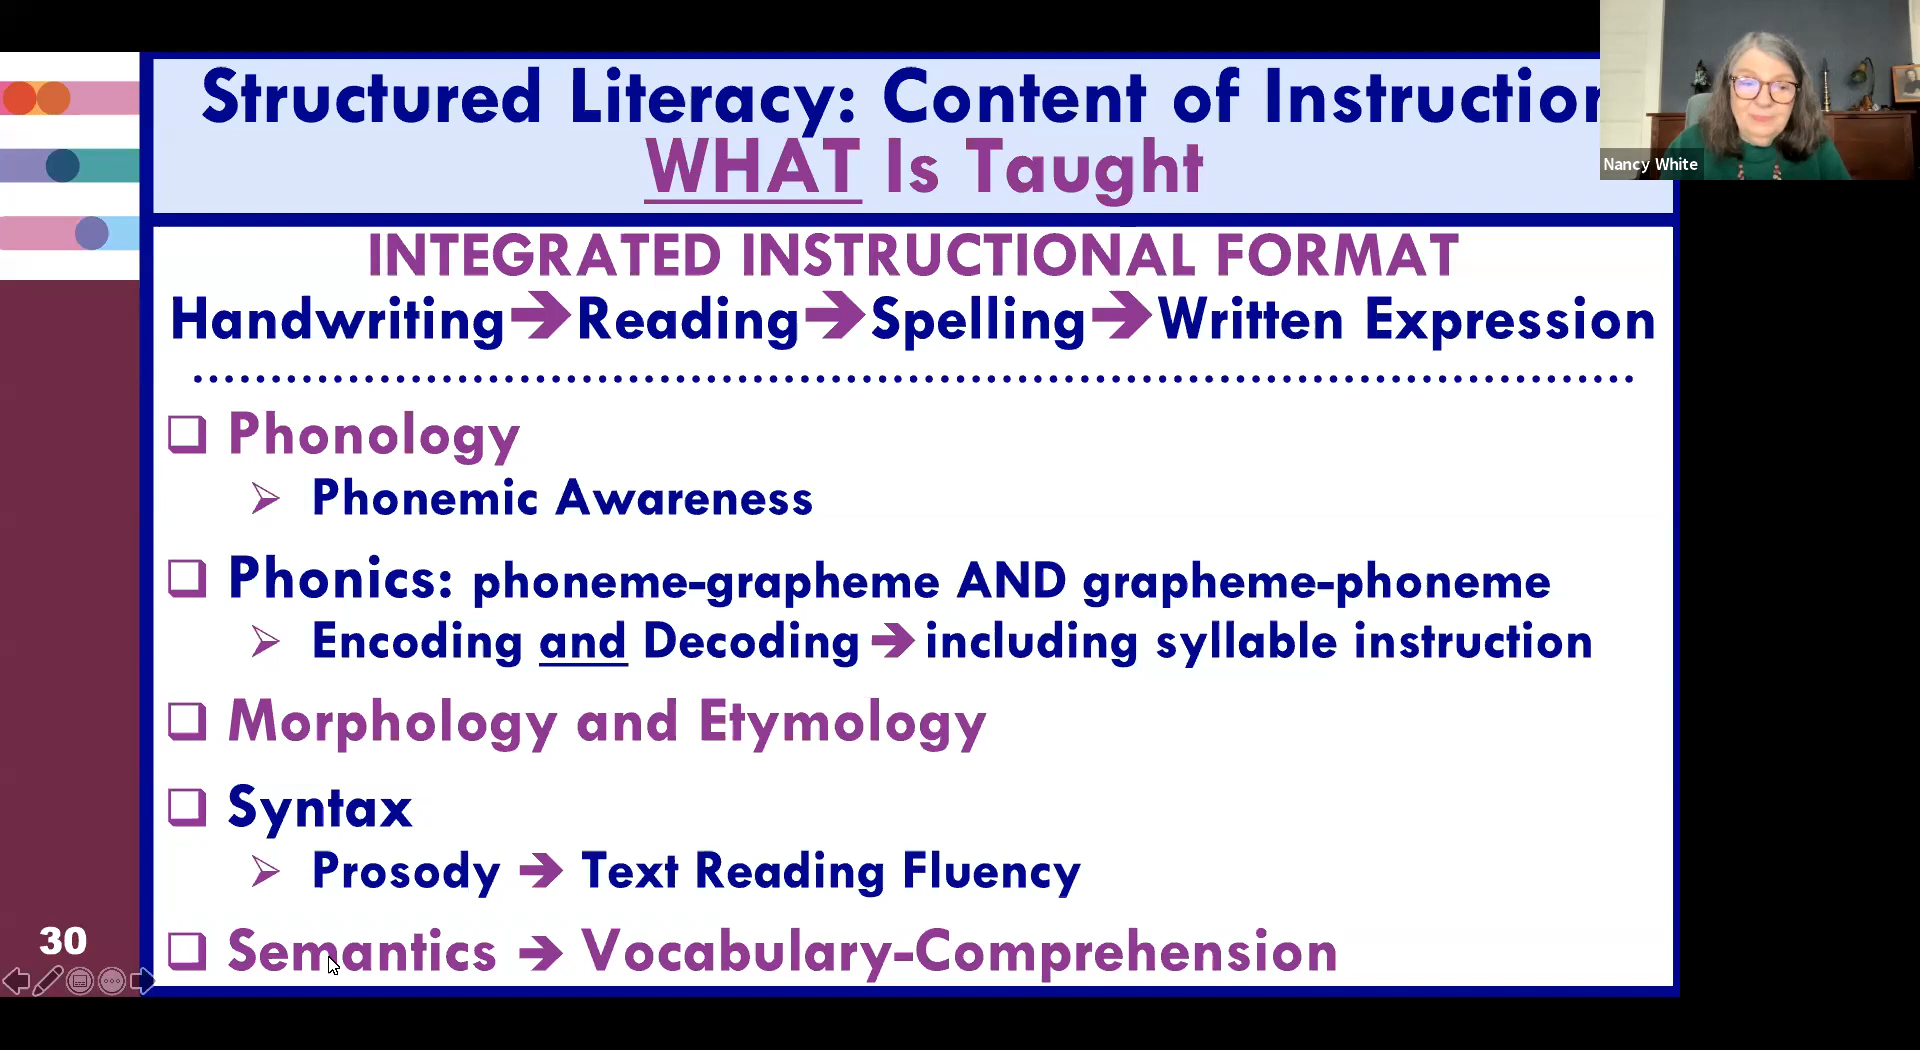 Structured Literacy: Content of Instruction
WHAT Is Taught
Nancy White
INTEGRATED INSTRUCTIONAL FORMAT
Handwriting➔Reading➔Spelling➔Written Expression
❑ Phonology
➢ Phonemic Awareness
❑ Phonics: phoneme-grapheme AND grapheme-phoneme
➢ Encoding and Decoding ➔ including syllable instruction
❑ Morphology and Etymology
❑ Syntax
➢ Prosody ➔ Text Reading Fluency
❑ Semantics ➔ Vocabulary-Comprehension
30